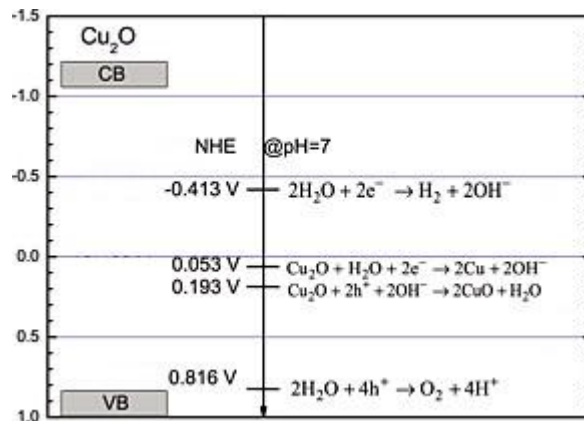 -1.5
Cu₂O
CB
-1.0
NHE @pH=7
-0.5
-0.413 V 2H₂O + 2e⁻ → H₂ + 2OH⁻
0.0
0.053 V Cu₂O + H₂O + 2e⁻ → 2Cu + 2OH⁻
0.193 V Cu₂O + 2h⁺ + 2OH⁻ → 2CuO + H₂O
0.5
0.816 V 2H₂O + 4h⁺ → O₂ + 4H⁺
VB
1.0